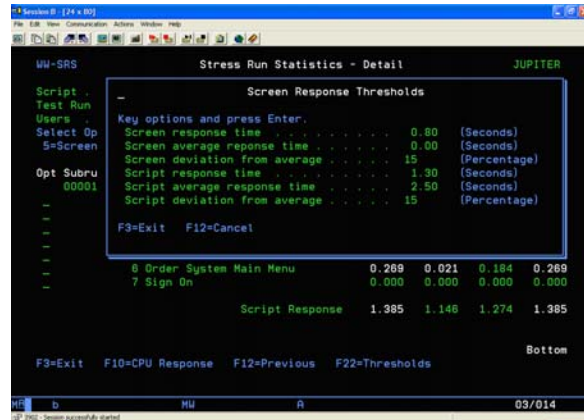 Session B - [24 x 80]
File Edit View Communication Actions Window Help
WW-SRS Stress Run Statistics - Detail JUPITER
Script .
Test Run
Users .
Select Op
5=Screen
Opt Subru
00001
Screen Response Thresholds
Key options and press Enter.
Screen response time . . . . . . . . . 0.80 (Seconds)
Screen average reponse time . . . . . 0.00 (Seconds)
Screen deviation from average . . . . 15 (Percentage)
Script response time . . . . . . . . . 1.30 (Seconds)
Script average response time . . . . 2.50 (Seconds)
Script deviation from average . . . . 15 (Percentage)
F3=Exit F12=Cancel
6 Order System Main Menu 0.269 0.021 0.184 0.269
7 Sign On 0.000 0.000 0.000 0.000
Script Response 1.385 1.146 1.274 1.385
Bottom
F3=Exit F10=CPU Response F12=Previous F22=Thresholds
MA b MW A 03/014
3902 - Session successfully started